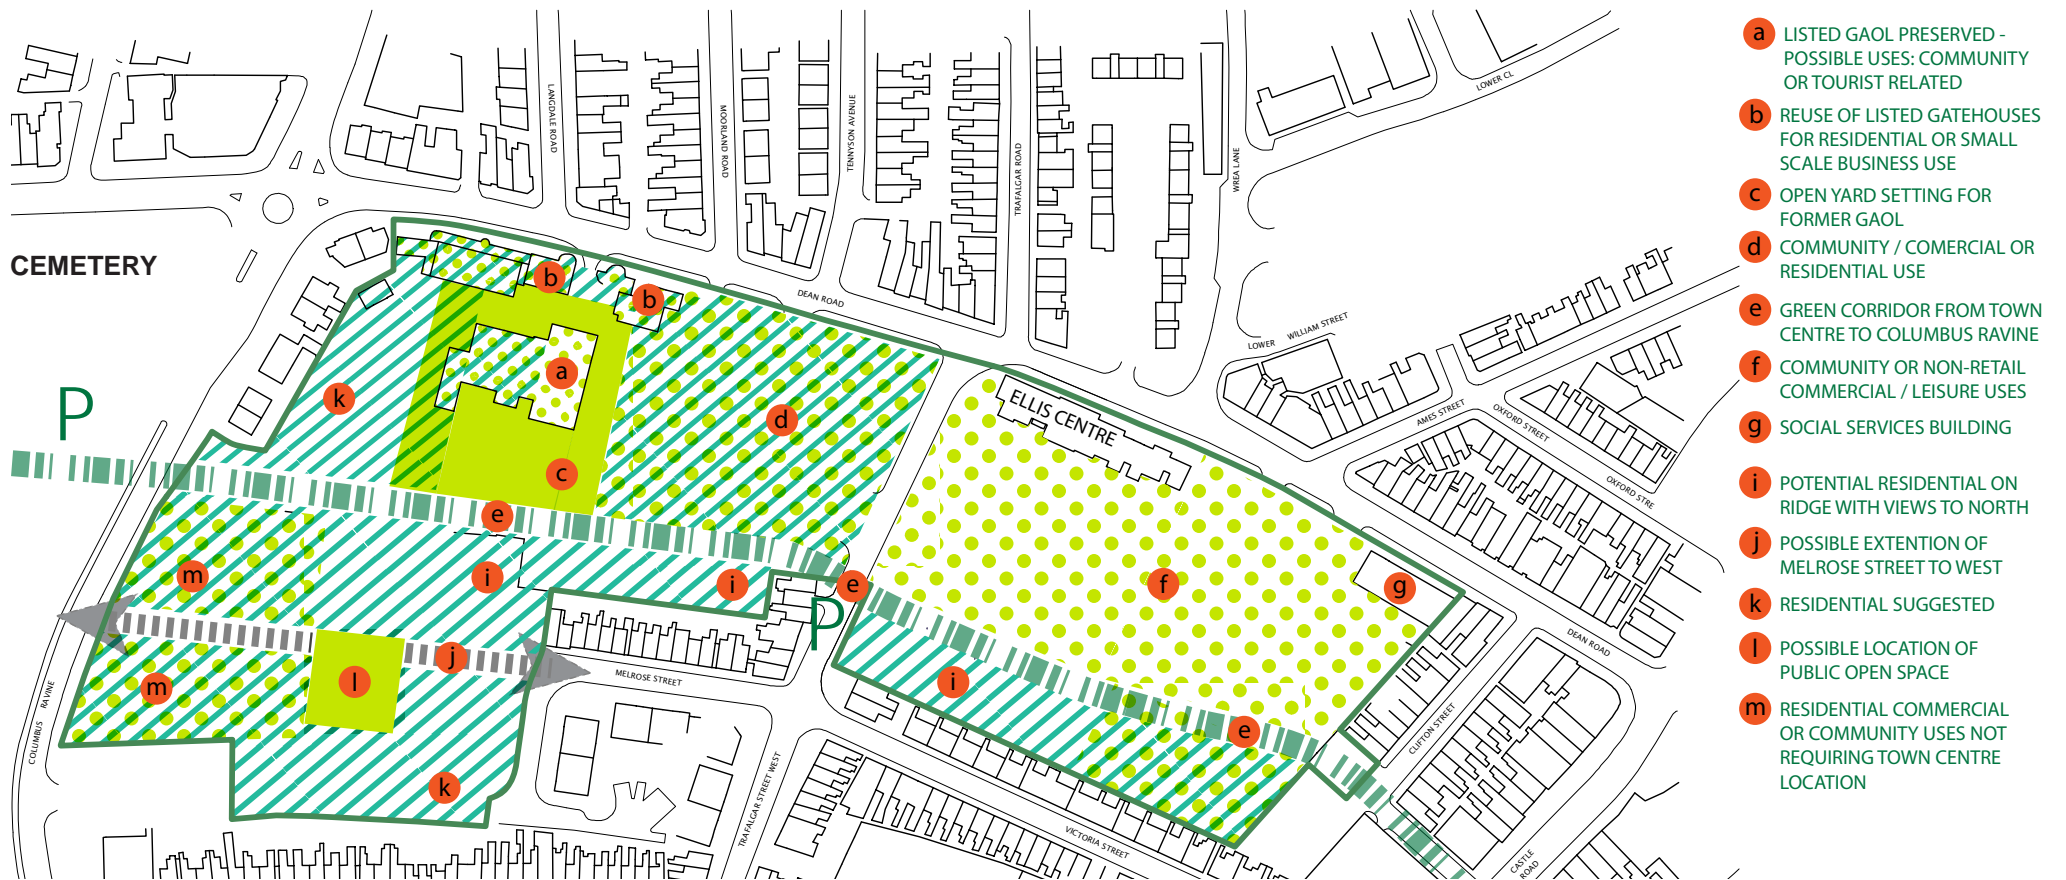 CEMETERY
LANGDALE ROAD
MOORLAND ROAD
TENNYSON AVENUE
TRAFALGAR ROAD
WREA LANE
LOWER CL
DEAN ROAD
LOWER WILLIAM STREET
AMES STREET
OXFORD STREET
OXFORD STRE
ELLIS CENTRE
P
P
b
b
a
k
d
c
e
m
i
i
e
f
g
j
l
m
i
e
k
MELROSE STREET
COLUMBUS RAVINE
TRAFALGAR STREET WEST
VICTORIA STREET
CLIFTON STREET
DEAN ROAD
CASTLE
ROAD
a LISTED GAOL PRESERVED -
POSSIBLE USES: COMMUNITY
OR TOURIST RELATED
b REUSE OF LISTED GATEHOUSES
FOR RESIDENTIAL OR SMALL
SCALE BUSINESS USE
c OPEN YARD SETTING FOR
FORMER GAOL
d COMMUNITY / COMERCIAL OR
RESIDENTIAL USE
e GREEN CORRIDOR FROM TOWN
CENTRE TO COLUMBUS RAVINE
f COMMUNITY OR NON-RETAIL
COMMERCIAL / LEISURE USES
g SOCIAL SERVICES BUILDING
i POTENTIAL RESIDENTIAL ON
RIDGE WITH VIEWS TO NORTH
j POSSIBLE EXTENTION OF
MELROSE STREET TO WEST
k RESIDENTIAL SUGGESTED
l POSSIBLE LOCATION OF
PUBLIC OPEN SPACE
m RESIDENTIAL COMMERCIAL
OR COMMUNITY USES NOT
REQUIRING TOWN CENTRE
LOCATION